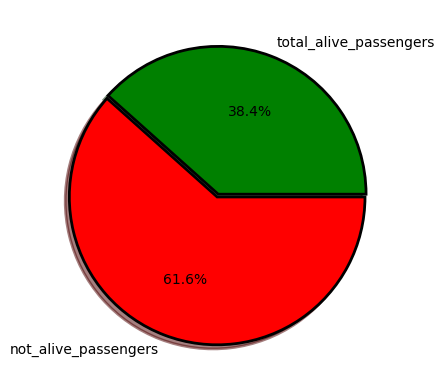 total_alive_passengers
38.4%
61.6%
not_alive_passengers